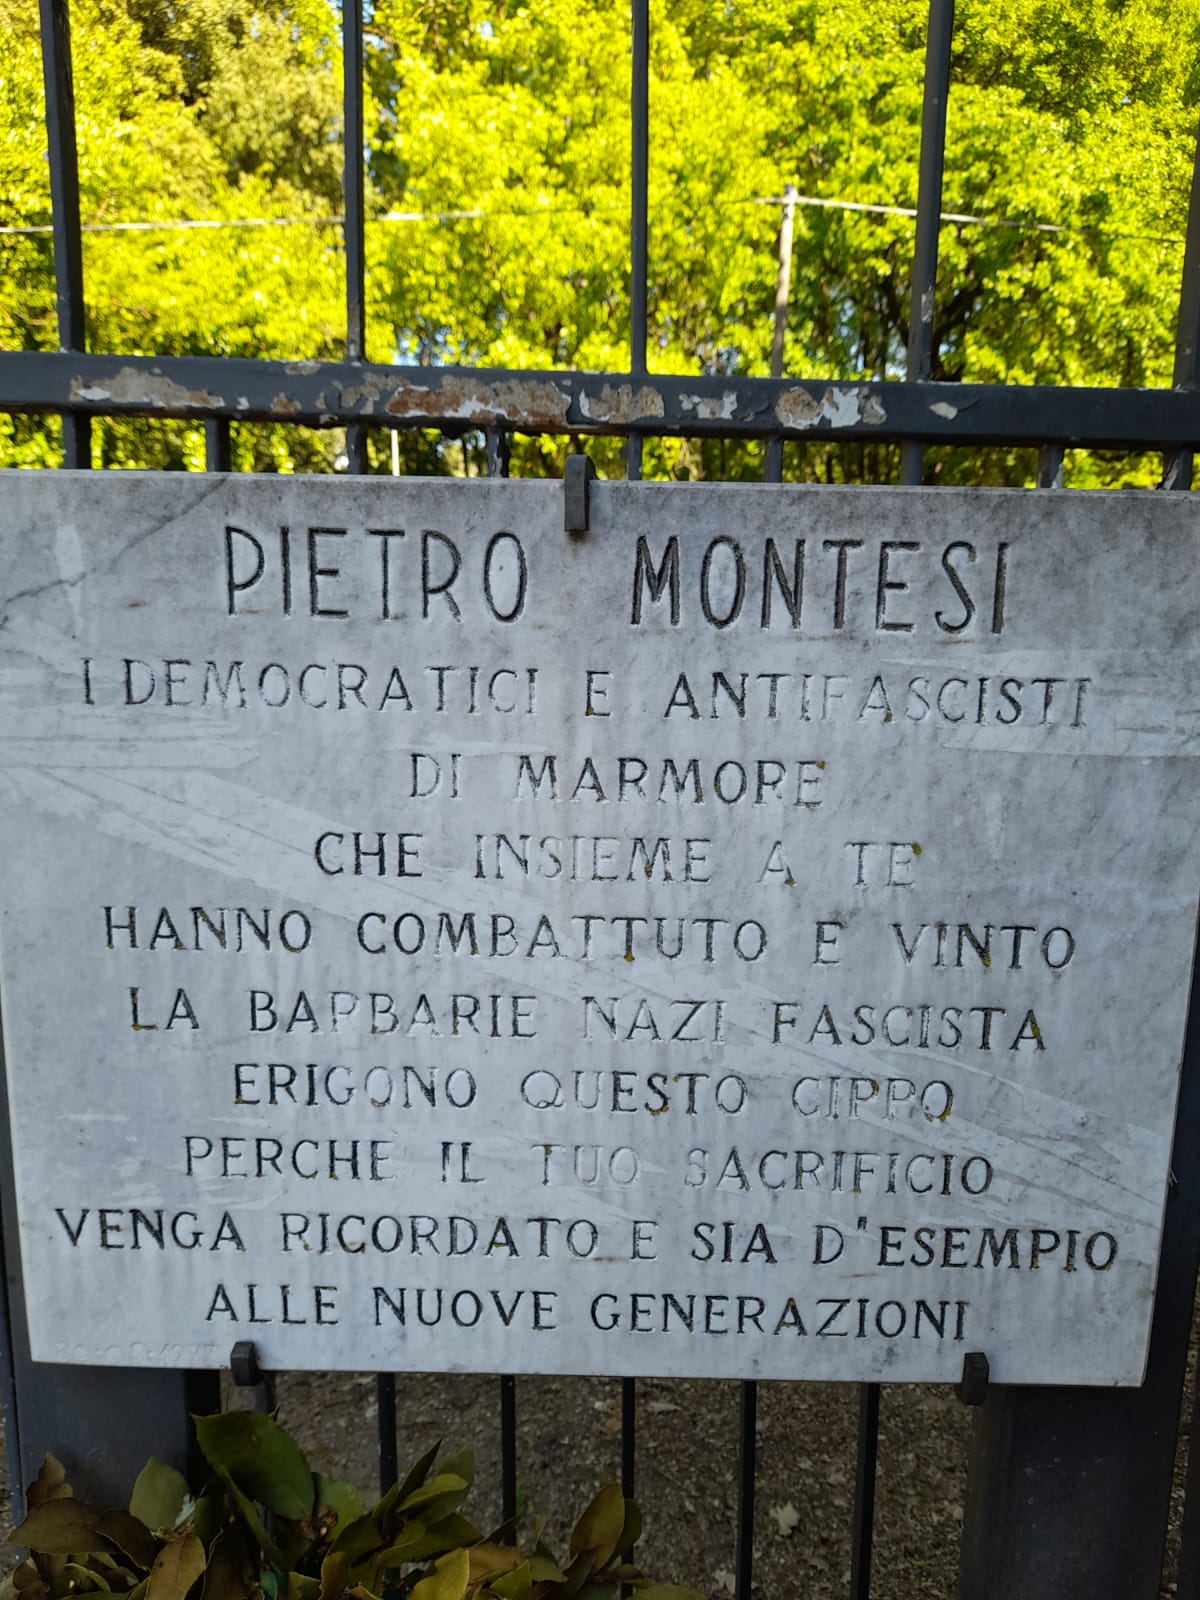 PIETRO MONTESI
I DEMOCRATICI E ANTIFASCISTI
DI MARMORE
CHE INSIEME A TE
HANNO COMBATTUTO E VINTO
LA BARBARIE NAZI FASCISTA
ERIGONO QUESTO CIPPO
PERCHE IL TUO SACRIFICIO
VENGA RICORDATO E SIA D'ESEMPIO
ALLE NUOVE GENERAZIONI